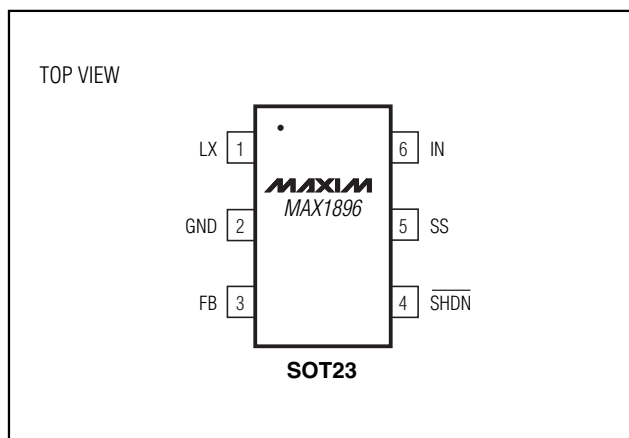 TOP VIEW
LX 1
6 IN
MAXIM
MAX1896
GND 2
5 SS
FB 3
4 SHDN
SOT23